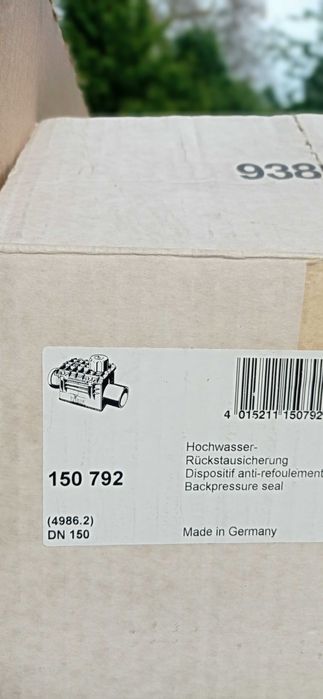 938
4 015211 150792
150 792
Hochwasser-
Rückstausicherung
Dispositif anti-refoulement
Backpressure seal
(4986.2)
DN 150
Made in Germany